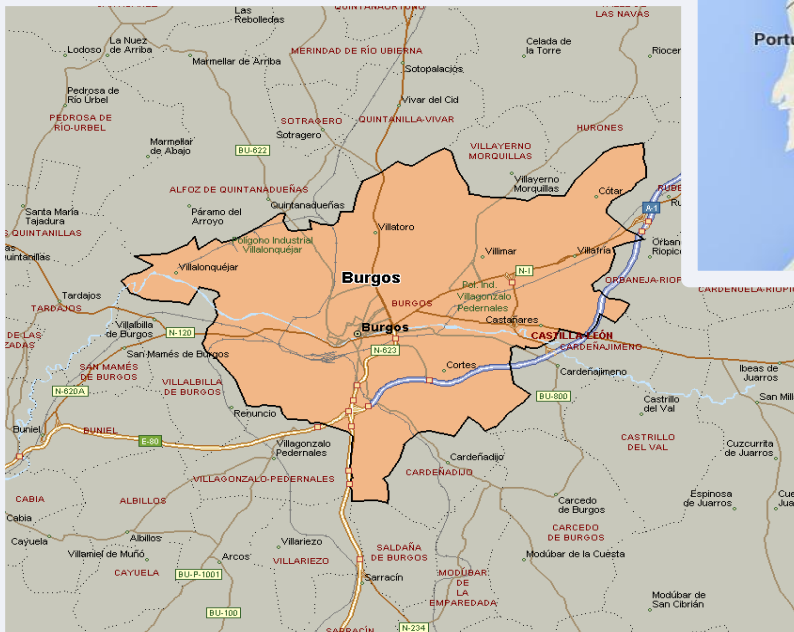 Las
Rebolledas
LAS NAVAS
La Nuez
de Arriba
Lodoso
Marmellar de Arriba
MERINDAD DE RÍO UBIERNA
Sotopalacios
Celada de
la Torre
Portu
Pedrosa de
Río Urbel
PEDROSA DE
RÍO-URBEL
Vivar del Cid
SOTRAGERO
QUINTANILLA-VIVAR
Sotragero
HURONES
Marmellar
de Abajo
BU-622
VILLAYERNO
MORQUILLAS
Villayerno
Morquillas
ALFOZ DE QUINTANADUEÑAS
Quintanadueñas
Cótar
Santa María
Tajadura
Páramo del
Arroyo
A-1
Villatoro
Polígono Industrial
Villalonquéjar
Villalonquéjar
Villímar
Villafría
N-I
Orban
Riopico
Burgos
Pol. Ind.
Villagonzalo
Pedernales
BURGOS
ORBANEJA-RIOP
CARDEÑUELA-RIOPIC
Tardajos
TARDAJOS
Villalbilla
de Burgos
N-120
Burgos
Castañares
CASTILLA-LEÓN
CARDEÑAJIMENO
N-623
San Mamés de Burgos
SAN MAMÉS
DE BURGOS
Cortes
Cardeñajimeno
Ibeas de
Juarros
N-620A
VILLALBILLA
DE BURGOS
BU-800
San Mill
Renuncio
Castrillo
del Val
Buniel
BUNIEL
E-80
CASTRILLO
DEL VAL
Cuzcurrita
de Juarros
Villagonzalo
Pedernales
Cardeñadijo
CARDEÑADIJO
VILLAGONZALO-PEDERNALES
CABIA
ALBILLOS
Carcedo
de Burgos
Espinosa
de Juarros
Cabia
Cayuela
Albillos
CARCEDO
DE BURGOS
Villamiel de Muñó
Villariezo
VILLARIEZO
SALDAÑA
DE BURGOS
Modúbar de la Cuesta
Arcos
CAYUELA
BU-P-1001
Sarracín
MODÚBAR
DE
LA
EMPAREDADA
BU-100
Modúbar de
San Cibrián
N-234
SARRACÍN